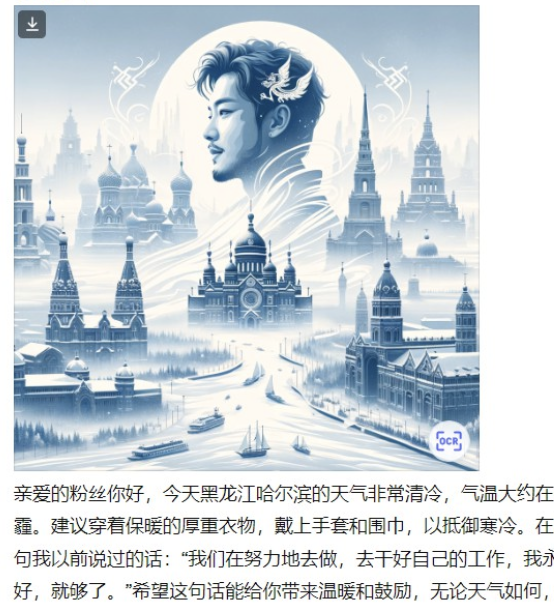 OCR
亲爱的粉丝你好，今天黑龙江哈尔滨的天气非常清冷，气温大约在
霾。建议穿着保暖的厚重衣物，戴上手套和围巾，以抵御寒冷。在
句我以前说过的话：“我们在努力地去做，去干好自己的工作，我永
好，就够了。”希望这句话能给你带来温暖和鼓励，无论天气如何，